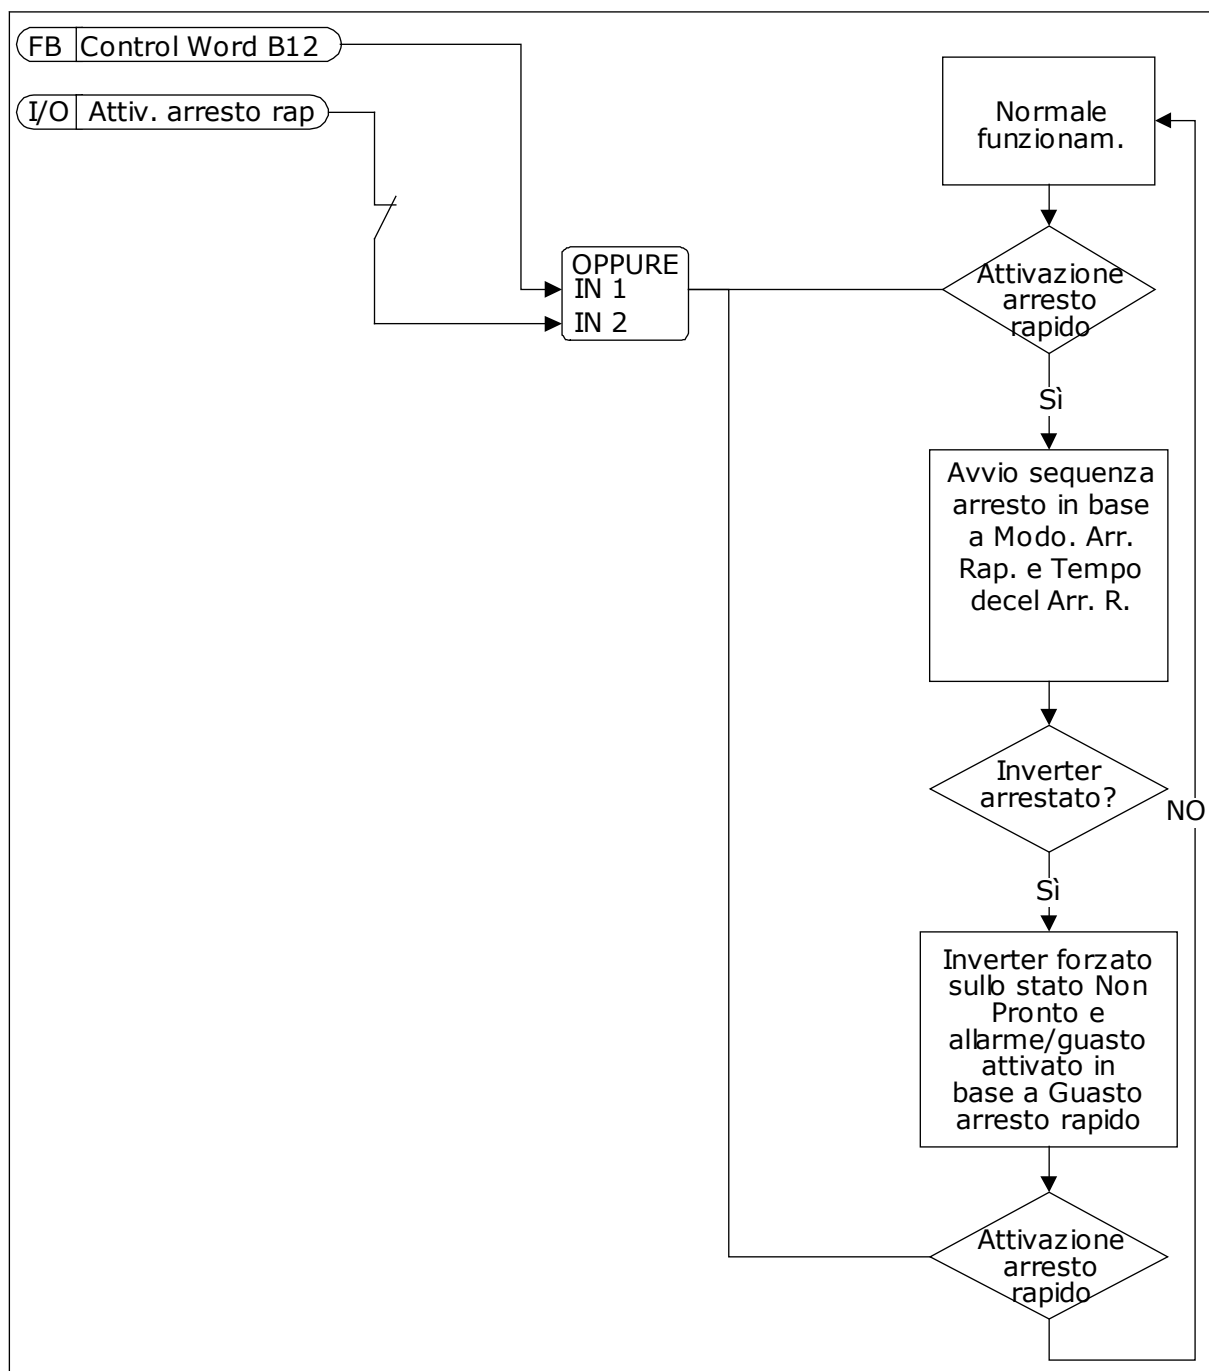 FB Control Word B12
I/O Attiv. arresto rap
OPPURE
IN 1
IN 2
Normale
funzionam.
Attivazione
arresto
rapido
Sì
Avvio sequenza
arresto in base
a Modo. Arr.
Rap. e Tempo
decel Arr. R.
Inverter
arrestato?
NO
Sì
Inverter forzato
sullo stato Non
Pronto e
allarme/guasto
attivato in
base a Guasto
arresto rapido
Attivazione
arresto
rapido